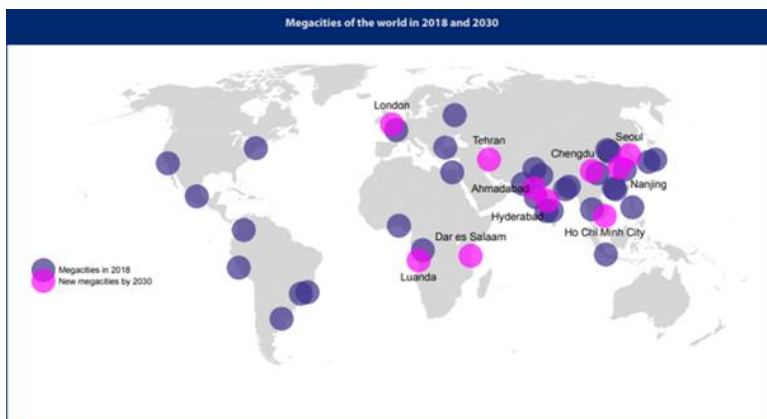 Megacities of the world in 2018 and 2030
London
Tehran
Seoul
Chengdu
Ahmadabad
Nanjing
Hyderabad
Ho Chi Minh City
Dar es Salaam
Luanda
Megacities in 2018
New megacities by 2030